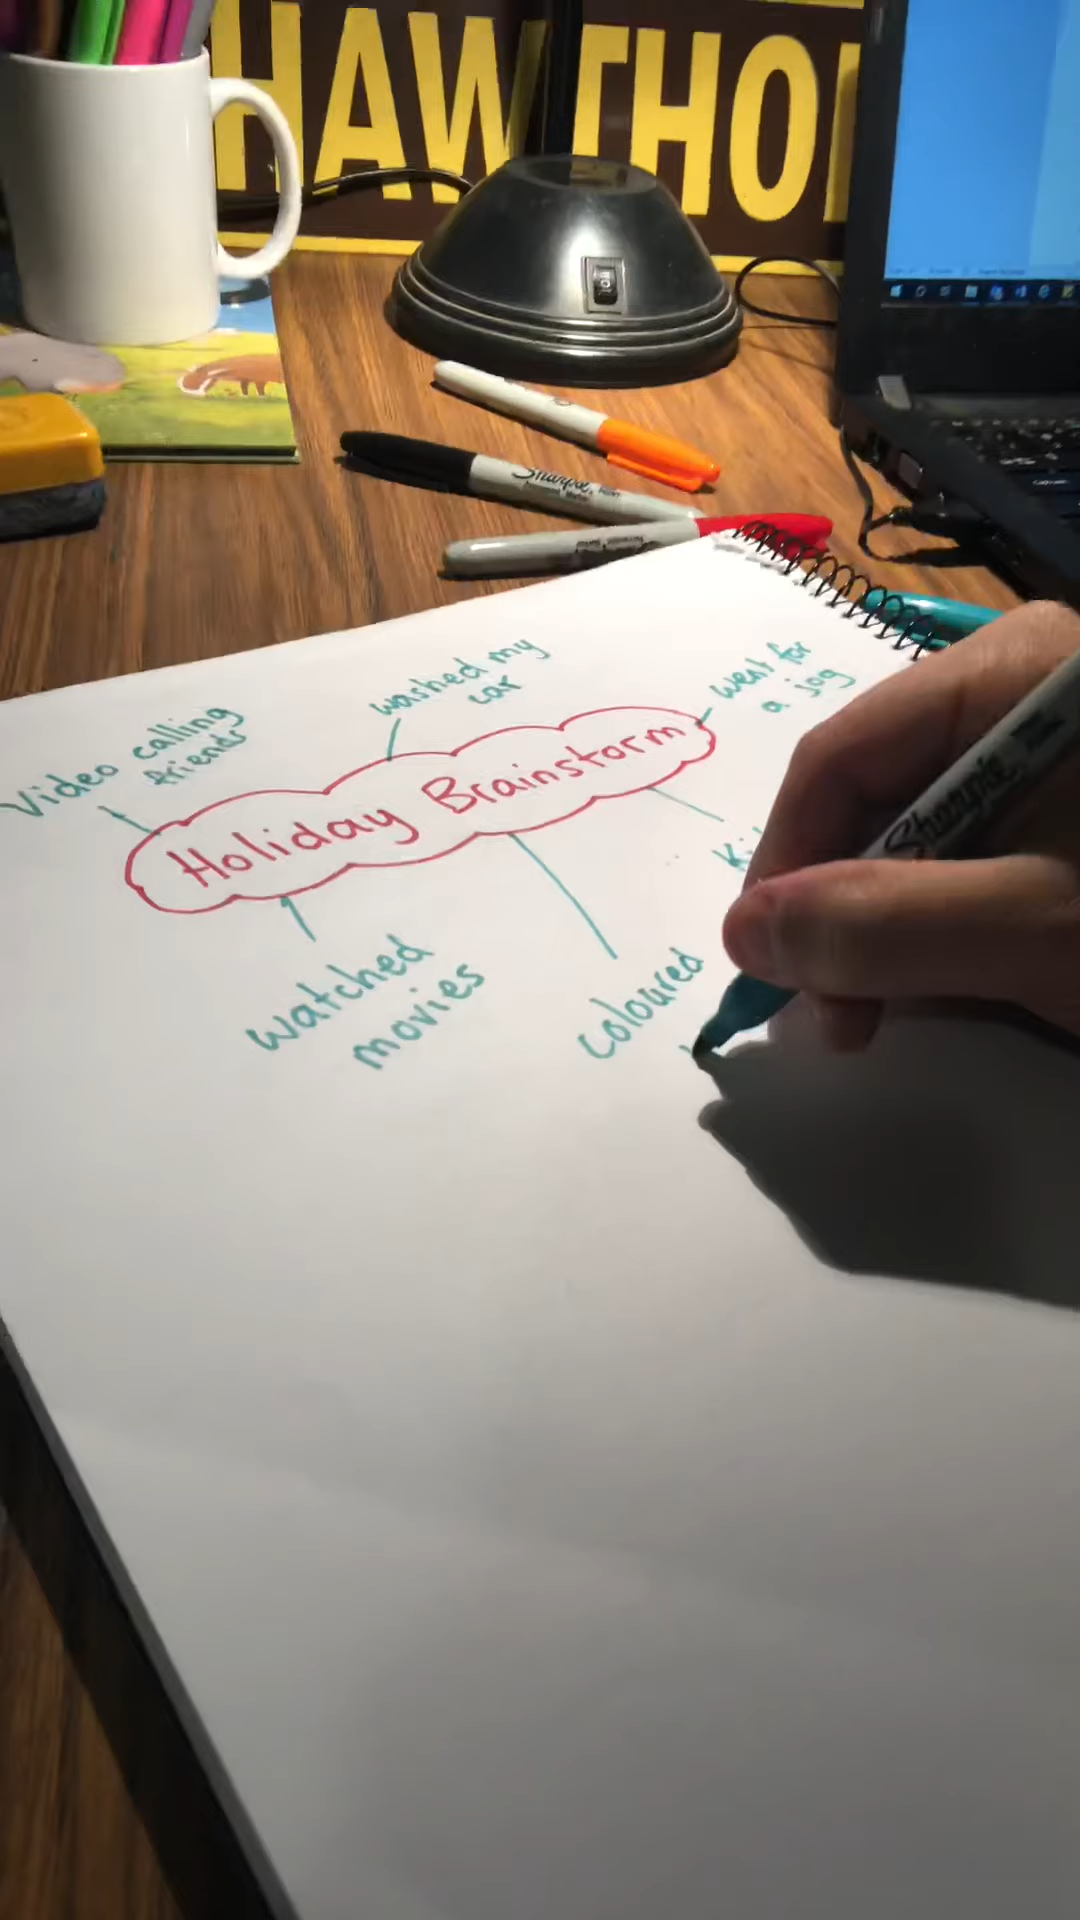 HAWTHO
Sharpie
washed my
car
went for
a jog
Video calling
friends
Holiday Brainstorm
Sharpie
watched
movies
coloured